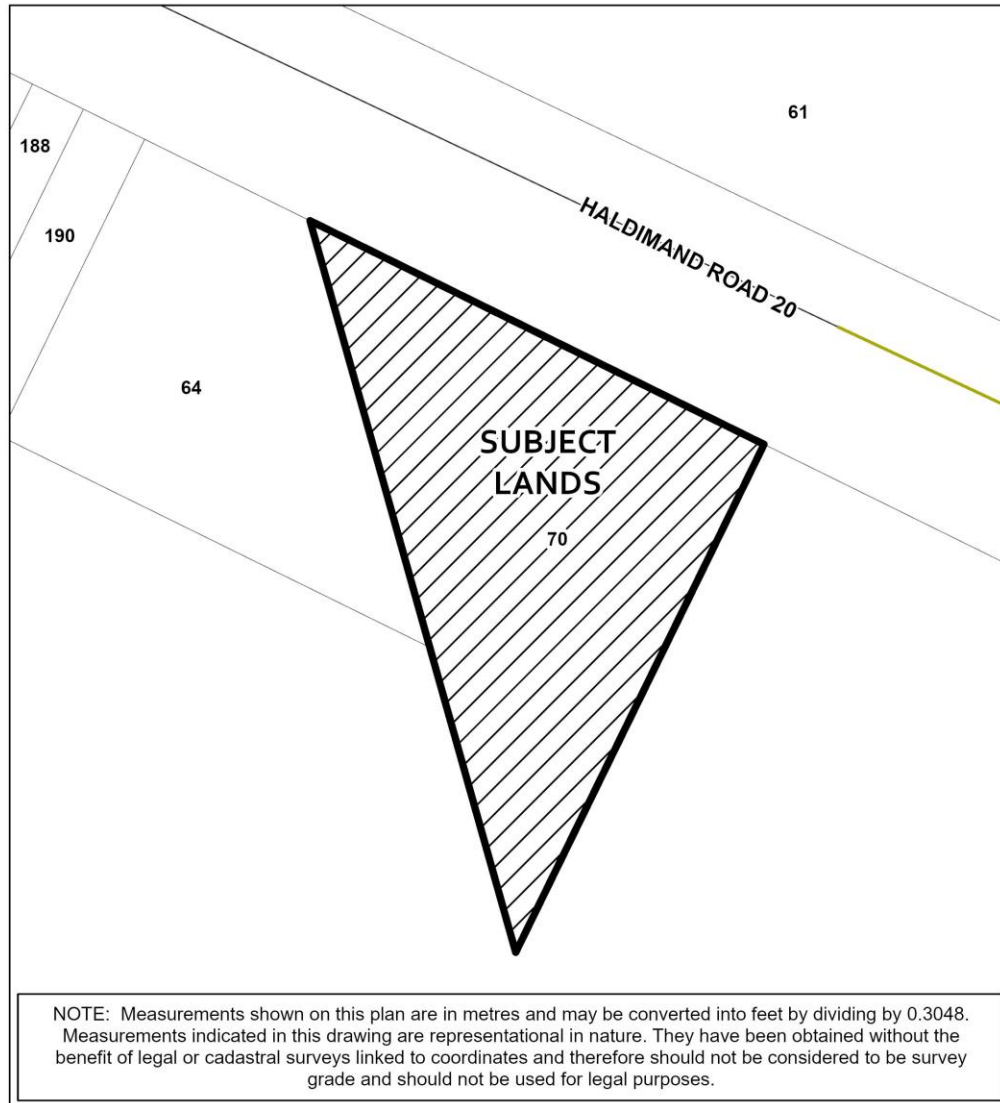 61
188
HALDIMAND ROAD 20
190
64
SUBJECT
LANDS
70
NOTE: Measurements shown on this plan are in metres and may be converted into feet by dividing by 0.3048.
Measurements indicated in this drawing are representational in nature. They have been obtained without the
benefit of legal or cadastral surveys linked to coordinates and therefore should not be considered to be survey
grade and should not be used for legal purposes.